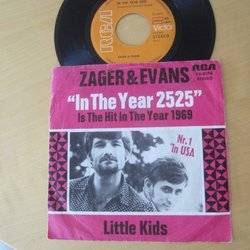 IN THE YEAR 2525
RCA
Victor
RCA
STEREO
ZAGER & EVANS
"In The Year 2525"
Is The Hit In The Year 1969
Nr. 1
in USA
Little Kids